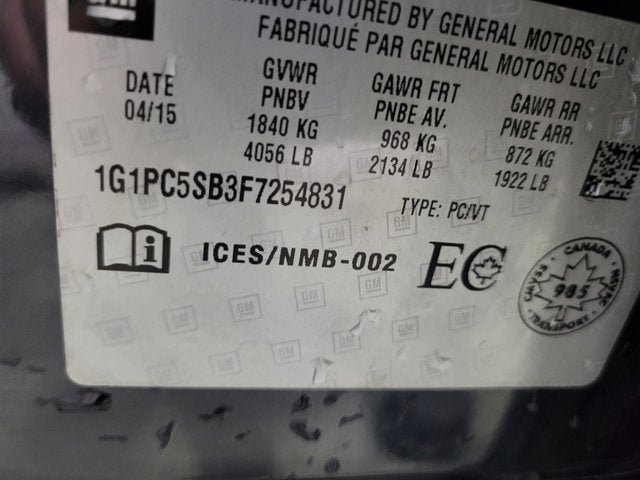 GM
MANUFACTURED BY GENERAL MOTORS LLC
FABRIQUÉ PAR GENERAL MOTORS LLC
DATE GVWR GAWR FRT GAWR RR
04/15 PNBV PNBE AV. PNBE ARR.
1840 KG 968 KG 872 KG
4056 LB 2134 LB 1922 LB
1G1PC5SB3F7254831 TYPE: PC/VT
i ICES/NMB-002 EC
CANADA
985
TRANSPORT